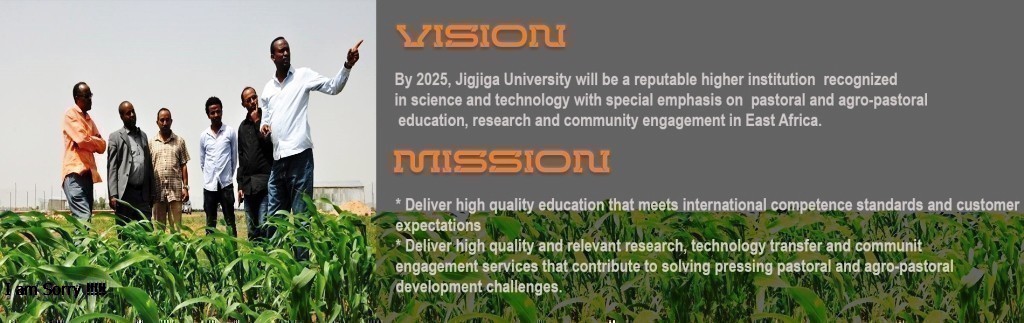 VISION
By 2025, Jigjiga University will be a reputable higher institution recognized
in science and technology with special emphasis on pastoral and agro-pastoral
education, research and community engagement in East Africa.
MISSION
* Deliver high quality education that meets international competence standards and customer
expectations
* Deliver high quality and relevant research, technology transfer and communit
engagement services that contribute to solving pressing pastoral and agro-pastoral
development challenges.
I am Sorry !!!!!